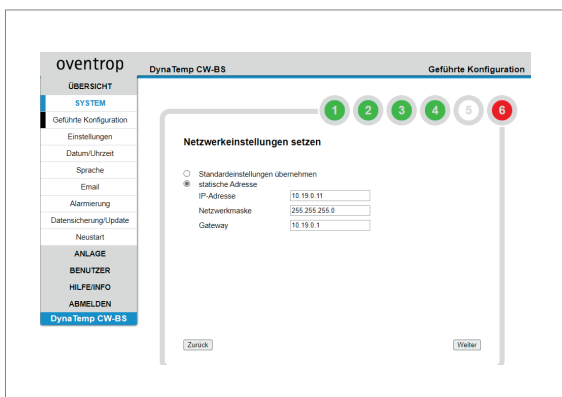 oventrop
DynaTemp CW-BS
Geführte Konfiguration
ÜBERSICHT
SYSTEM
Geführte Konfiguration
Einstellungen
Datum/Uhrzeit
Sprache
Email
Alarmierung
Datensicherung/Update
Neustart
ANLAGE
BENUTZER
HILFE/INFO
ABMELDEN
DynaTemp CW-BS
1 2 3 4 5 6
Netzwerkeinstellungen setzen
Standardeinstellungen übernehmen
statische Adresse
IP-Adresse 10.19.0.11
Netzwerkmaske 255.255.255.0
Gateway 10.19.0.1
Zurück
Weiter